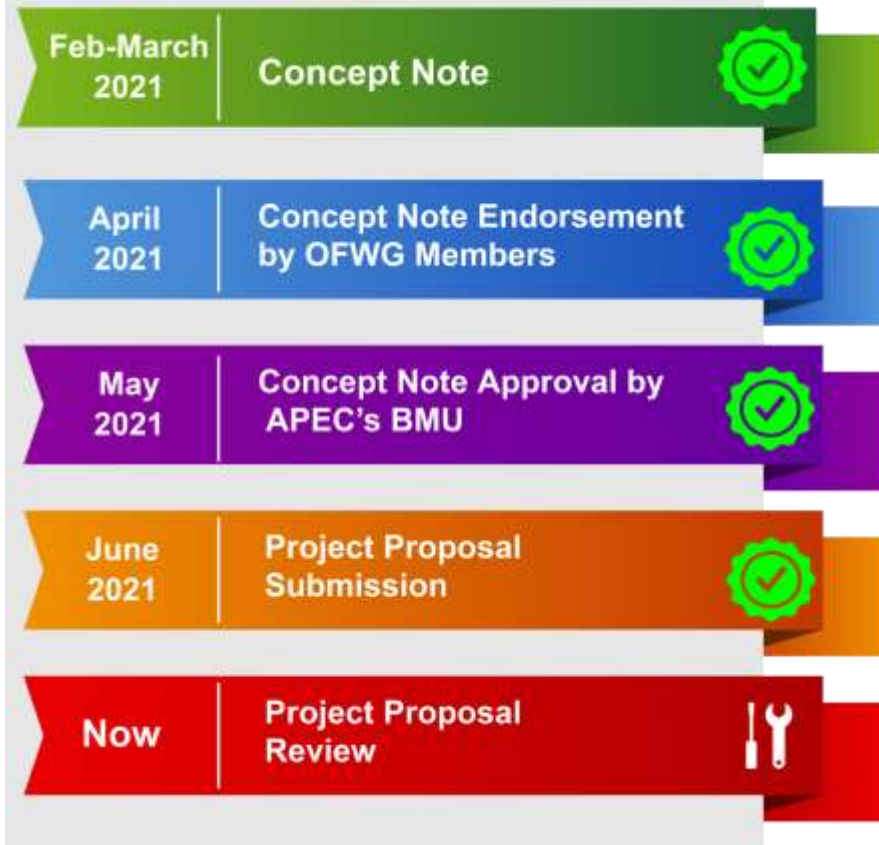 Feb-March
2021
Concept Note
April
2021
Concept Note Endorsement
by OFWG Members
May
2021
Concept Note Approval by
APEC's BMU
June
2021
Project Proposal
Submission
Now
Project Proposal
Review